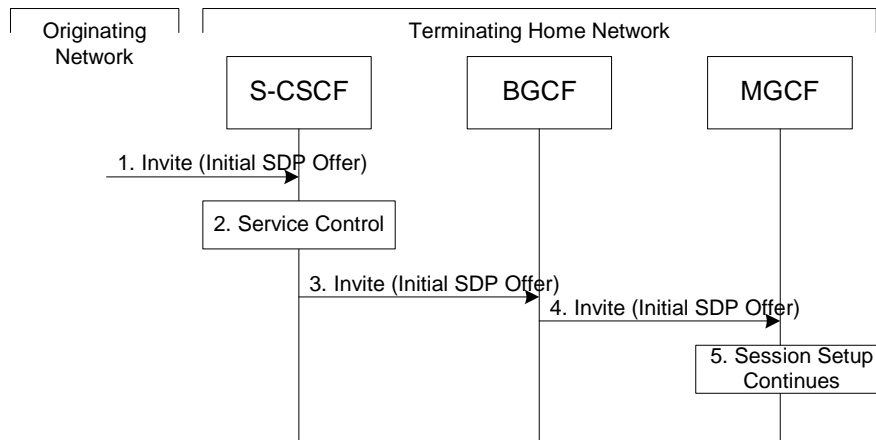 Originating
Network
Terminating Home Network
S-CSCF
BGCF
MGCF
1. Invite (Initial SDP Offer)
2. Service Control
3. Invite (Initial SDP Offer)
4. Invite (Initial SDP Offer)
5. Session Setup
Continues